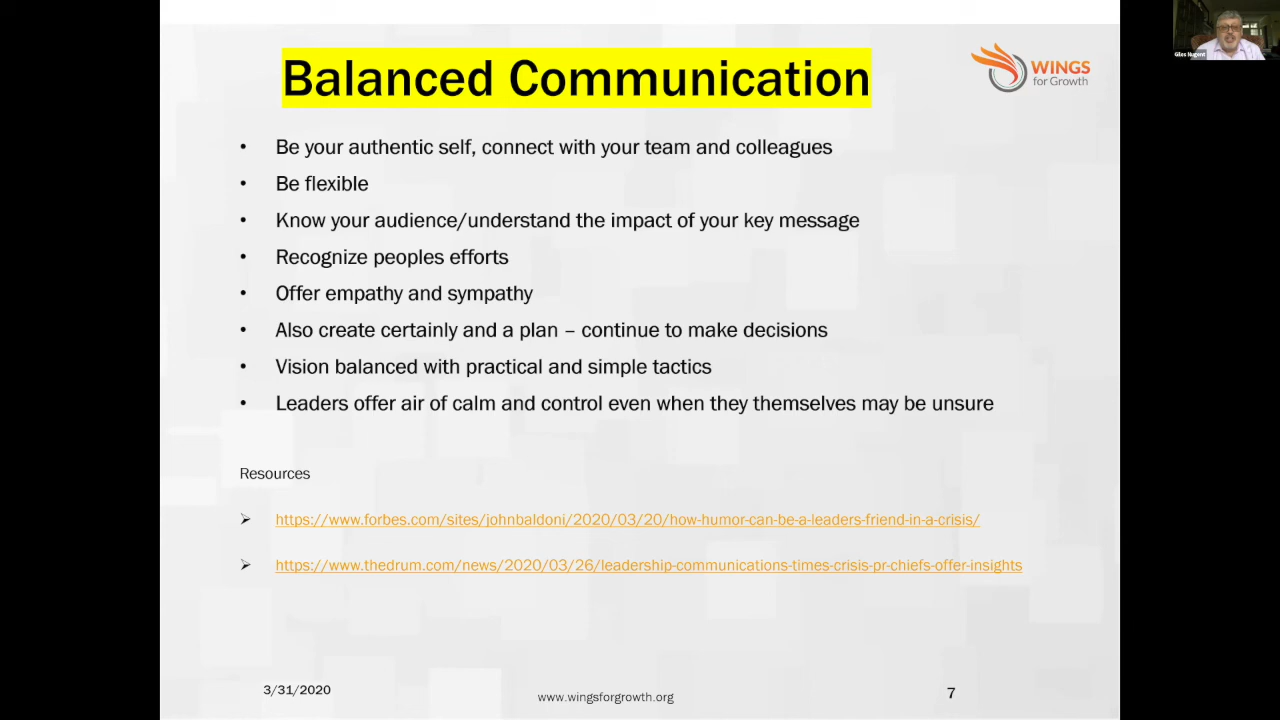 Balanced Communication
WINGS
for Growth
Giles Nugent
• Be your authentic self, connect with your team and colleagues
• Be flexible
• Know your audience/understand the impact of your key message
• Recognize peoples efforts
• Offer empathy and sympathy
• Also create certainly and a plan – continue to make decisions
• Vision balanced with practical and simple tactics
• Leaders offer air of calm and control even when they themselves may be unsure
Resources
➢ https://www.forbes.com/sites/johnbaldoni/2020/03/20/how-humor-can-be-a-leaders-friend-in-a-crisis/
➢ https://www.thedrum.com/news/2020/03/26/leadership-communications-times-crisis-pr-chiefs-offer-insights
3/31/2020
www.wingsforgrowth.org
7